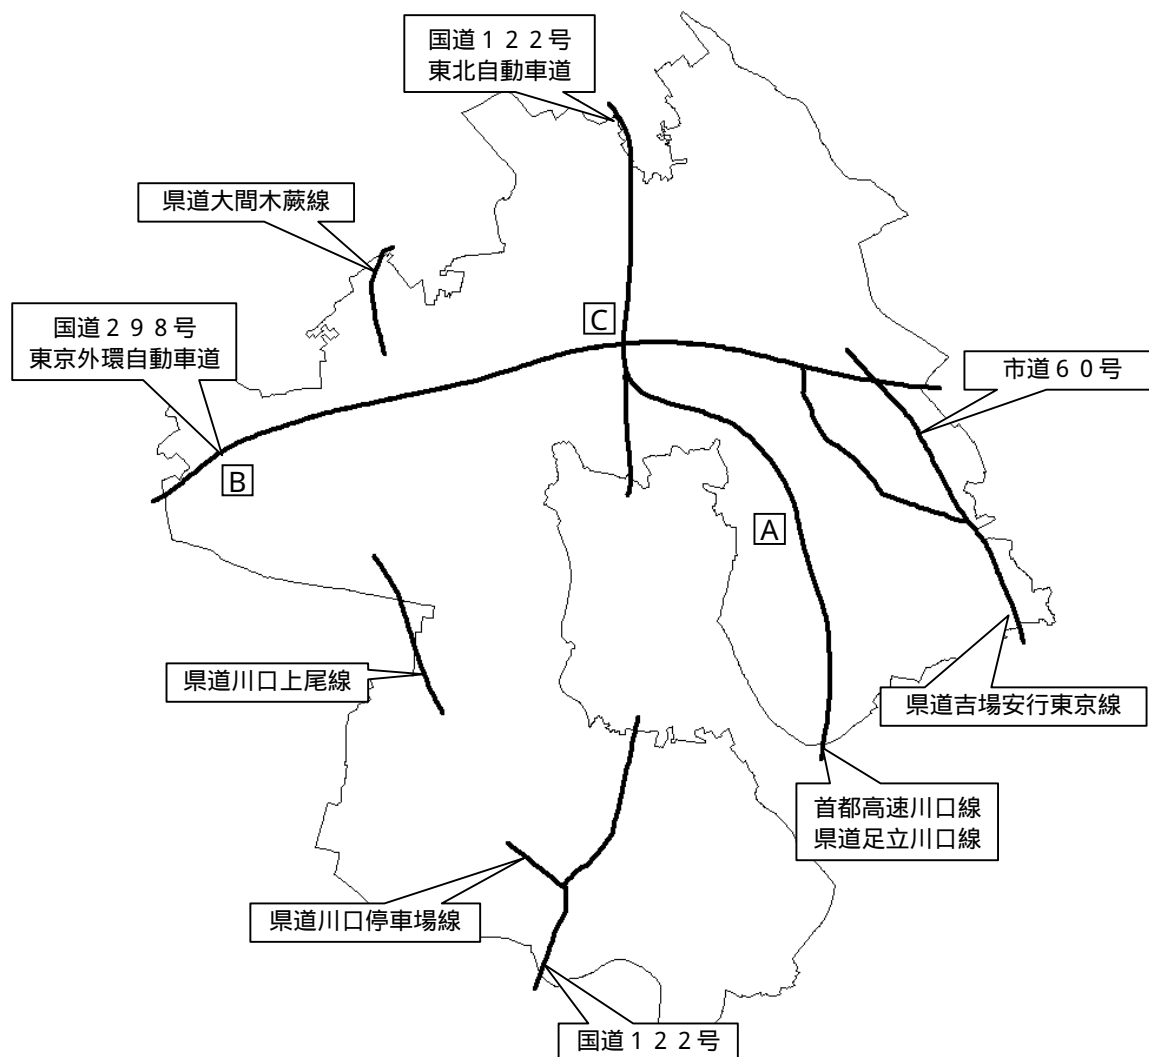 国道１２２号
東北自動車道
県道大間木蕨線
国道２９８号
東京外環自動車道
C
市道６０号
B
A
県道川口上尾線
県道吉場安行東京線
首都高速川口線
県道足立川口線
県道川口停車場線
国道１２２号